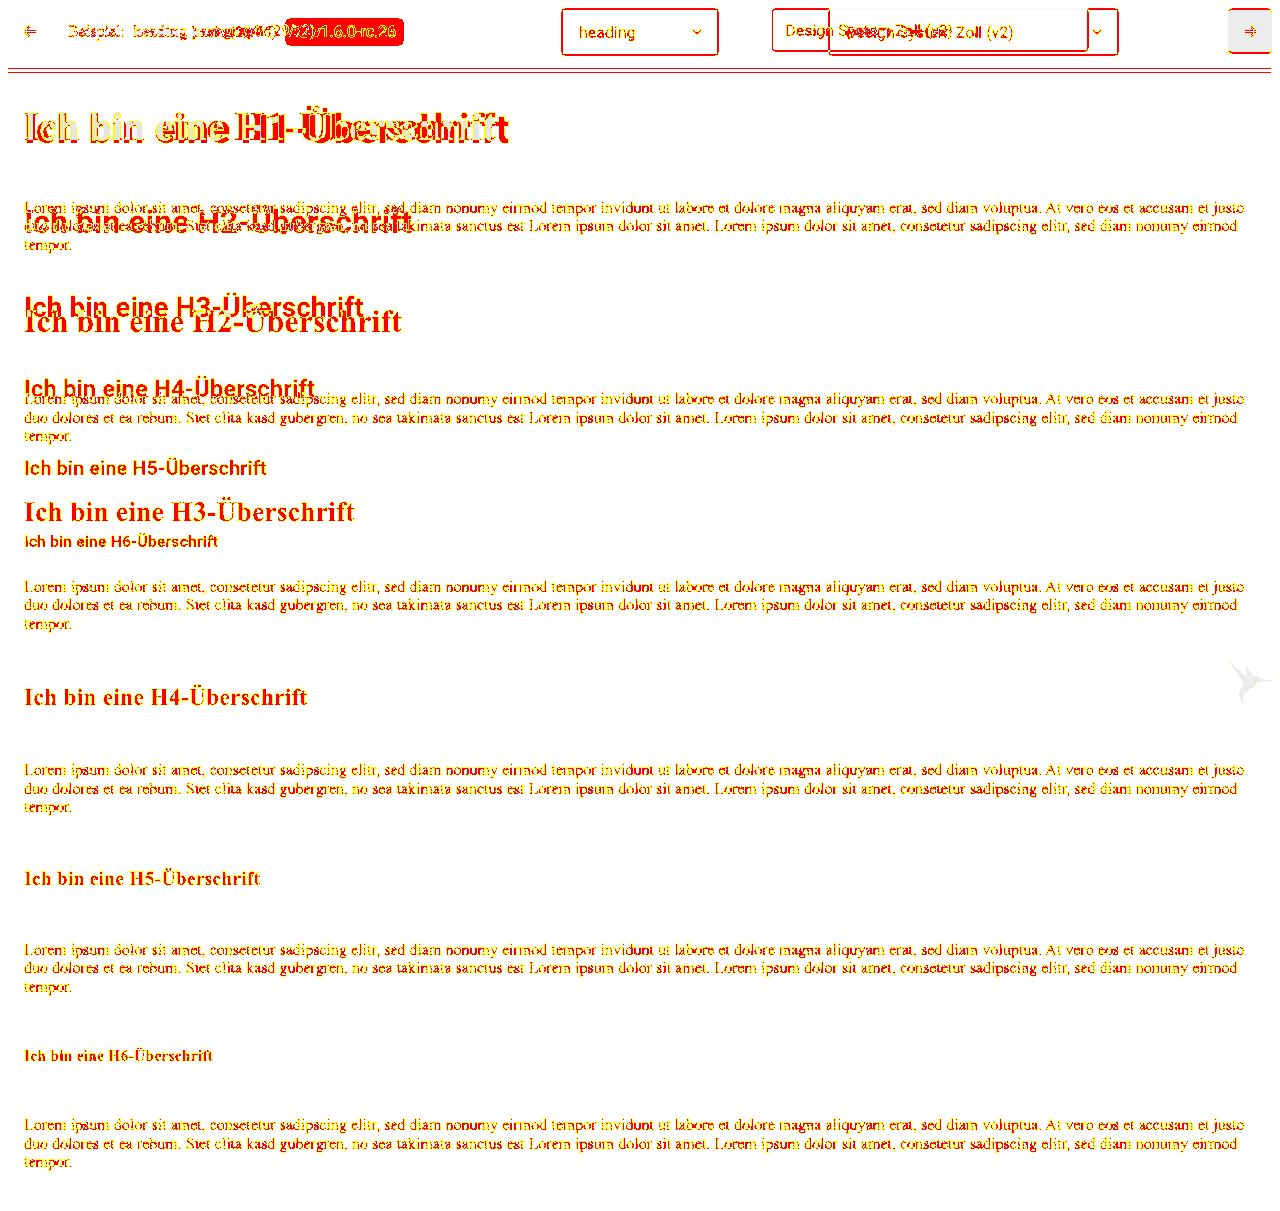 Beispiel: heading v1.6.0-rc.26 heading Design System Zoll (v2) Design System Zoll (v2)
Ich bin eine H1-Überschrift
Lorem ipsum dolor sit amet, consetetur sadipscing elitr, sed diam nonumy eirmod tempor invidunt ut labore et dolore magna aliquyam erat, sed diam voluptua. At vero eos et accusam et justo
Ich bin eine H2-Überschrift
duo dolores et ea rebum. Stet clita kasd gubergren, no sea takimata sanctus est Lorem ipsum dolor sit amet. Lorem ipsum dolor sit amet, consetetur sadipscing elitr, sed diam nonumy eirmod
tempor.
Ich bin eine H3-Überschrift
Ich bin eine H2-Überschrift
Ich bin eine H4-Überschrift
Lorem ipsum dolor sit amet, consetetur sadipscing elitr, sed diam nonumy eirmod tempor invidunt ut labore et dolore magna aliquyam erat, sed diam voluptua. At vero eos et accusam et justo
duo dolores et ea rebum. Stet clita kasd gubergren, no sea takimata sanctus est Lorem ipsum dolor sit amet. Lorem ipsum dolor sit amet, consetetur sadipscing elitr, sed diam nonumy eirmod
tempor.
Ich bin eine H5-Überschrift
Ich bin eine H3-Überschrift
Ich bin eine H6-Überschrift
Lorem ipsum dolor sit amet, consetetur sadipscing elitr, sed diam nonumy eirmod tempor invidunt ut labore et dolore magna aliquyam erat, sed diam voluptua. At vero eos et accusam et justo
duo dolores et ea rebum. Stet clita kasd gubergren, no sea takimata sanctus est Lorem ipsum dolor sit amet. Lorem ipsum dolor sit amet, consetetur sadipscing elitr, sed diam nonumy eirmod
tempor.
Ich bin eine H4-Überschrift
Lorem ipsum dolor sit amet, consetetur sadipscing elitr, sed diam nonumy eirmod tempor invidunt ut labore et dolore magna aliquyam erat, sed diam voluptua. At vero eos et accusam et justo
duo dolores et ea rebum. Stet clita kasd gubergren, no sea takimata sanctus est Lorem ipsum dolor sit amet. Lorem ipsum dolor sit amet, consetetur sadipscing elitr, sed diam nonumy eirmod
tempor.
Ich bin eine H5-Überschrift
Lorem ipsum dolor sit amet, consetetur sadipscing elitr, sed diam nonumy eirmod tempor invidunt ut labore et dolore magna aliquyam erat, sed diam voluptua. At vero eos et accusam et justo
duo dolores et ea rebum. Stet clita kasd gubergren, no sea takimata sanctus est Lorem ipsum dolor sit amet. Lorem ipsum dolor sit amet, consetetur sadipscing elitr, sed diam nonumy eirmod
tempor.
Ich bin eine H6-Überschrift
Lorem ipsum dolor sit amet, consetetur sadipscing elitr, sed diam nonumy eirmod tempor invidunt ut labore et dolore magna aliquyam erat, sed diam voluptua. At vero eos et accusam et justo
duo dolores et ea rebum. Stet clita kasd gubergren, no sea takimata sanctus est Lorem ipsum dolor sit amet. Lorem ipsum dolor sit amet, consetetur sadipscing elitr, sed diam nonumy eirmod
tempor.